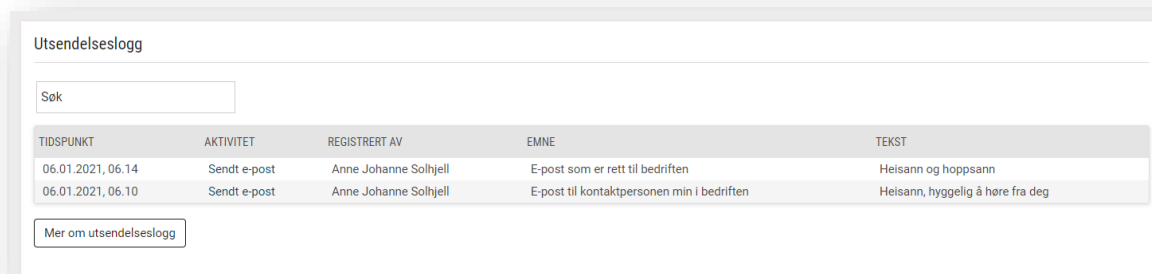 Utsendelseslogg
Søk
TIDSPUNKT AKTIVITET REGISTRERT AV EMNE TEKST
06.01.2021, 06.14 Sendt e-post Anne Johanne Solhjell E-post som er rett til bedriften Heisann og hoppsann
06.01.2021, 06.10 Sendt e-post Anne Johanne Solhjell E-post til kontaktpersonen min i bedriften Heisann, hyggelig å høre fra deg
Mer om utsendelseslogg